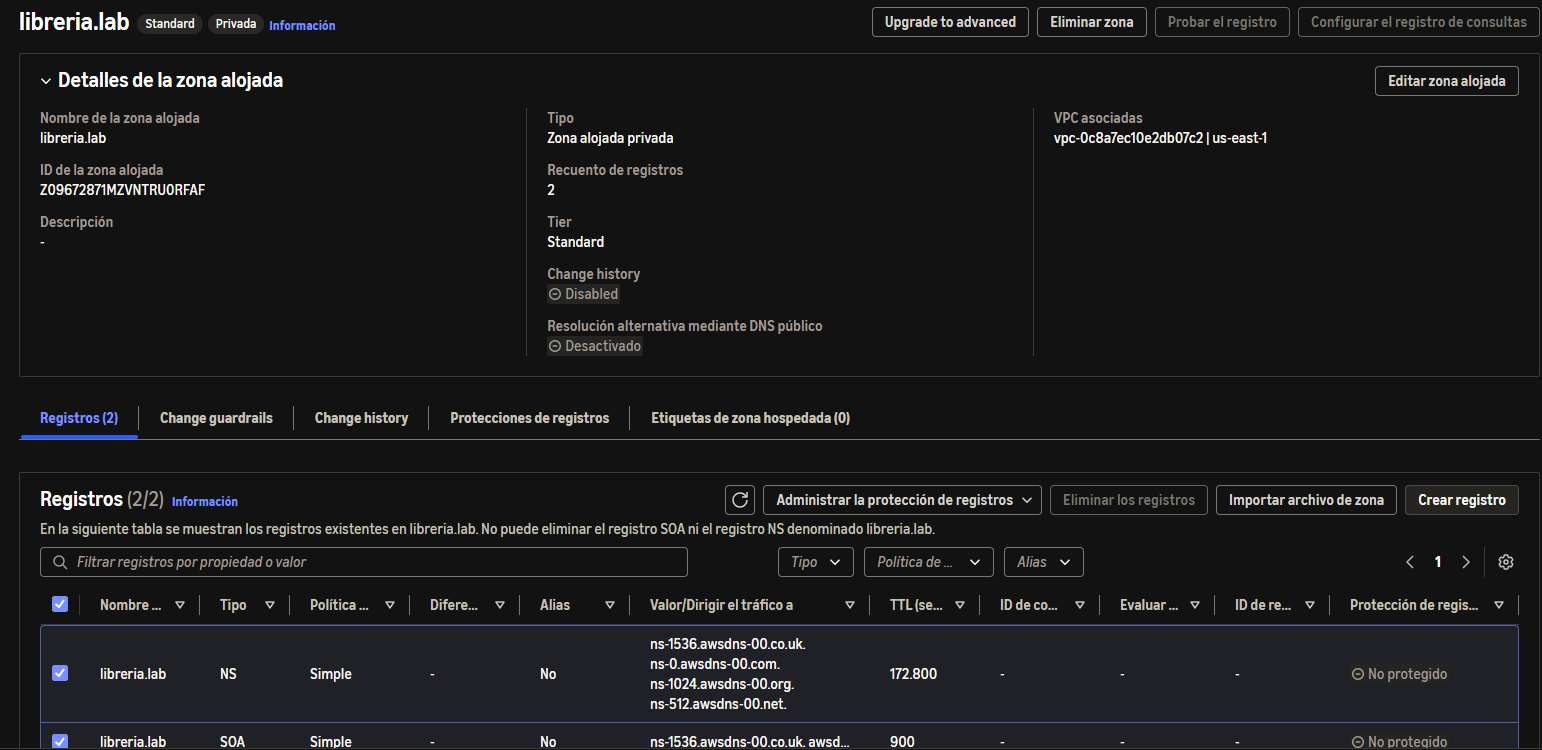 libreria.lab Standard Privada Información Upgrade to advanced Eliminar zona Probar el registro Configurar el registro de consultas
Detalles de la zona alojada Editar zona alojada
Nombre de la zona alojada Tipo VPC asociadas
libreria.lab Zona alojada privada vpc-0c8a7ec10e2db07c2 | us-east-1
ID de la zona alojada Recuento de registros
Z09672871MZVNTRU0RFAF 2
Descripción Tier
- Standard
Change history
Disabled
Resolución alternativa mediante DNS público
Desactivado
Registros (2) Change guardrails Change history Protecciones de registros Etiquetas de zona hospedada (0)
Registros (2/2) Información Administrar la protección de registros Eliminar los registros Importar archivo de zona Crear registro
En la siguiente tabla se muestran los registros existentes en libreria.lab. No puede eliminar el registro SOA ni el registro NS denominado libreria.lab.
Filtrar registros por propiedad o valor Tipo Política de ... Alias 1
Nombre ... Tipo Política ... Difere... Alias Valor/Dirigir el tráfico a TTL (se... ID de co... Evaluar ... ID de re... Protección de regis...
ns-1536.awsdns-00.co.uk.
ns-0.awsdns-00.com.
libreria.lab NS Simple - No 172.800 - - - No protegido
ns-1024.awsdns-00.org.
ns-512.awsdns-00.net.
libreria.lab SOA Simple - No ns-1536.awsdns-00.co.uk. awsd... 900 - - - No protegido